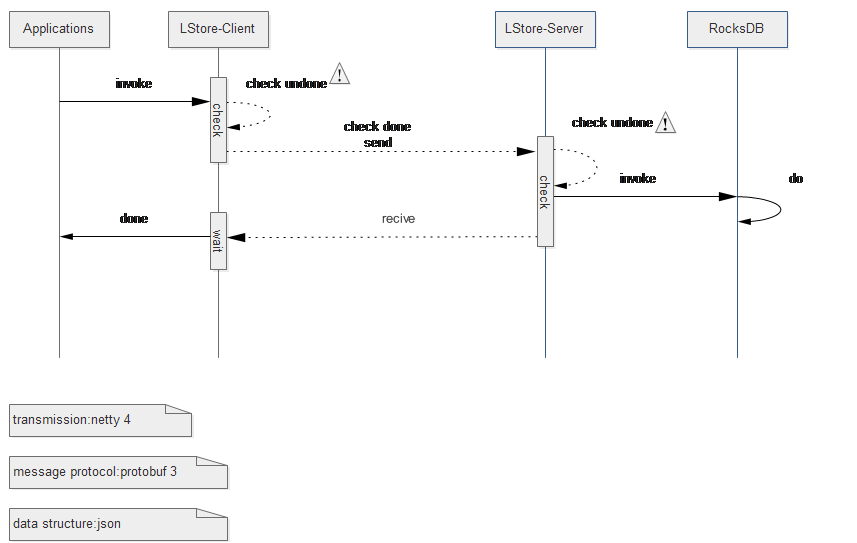 Applications
LStore-Client
LStore-Server
RocksDB
invoke
check undone
check
check done
send
check undone
check
invoke
do
done
wait
recive
transmission:netty 4
message protocol:protobuf 3
data structure:json